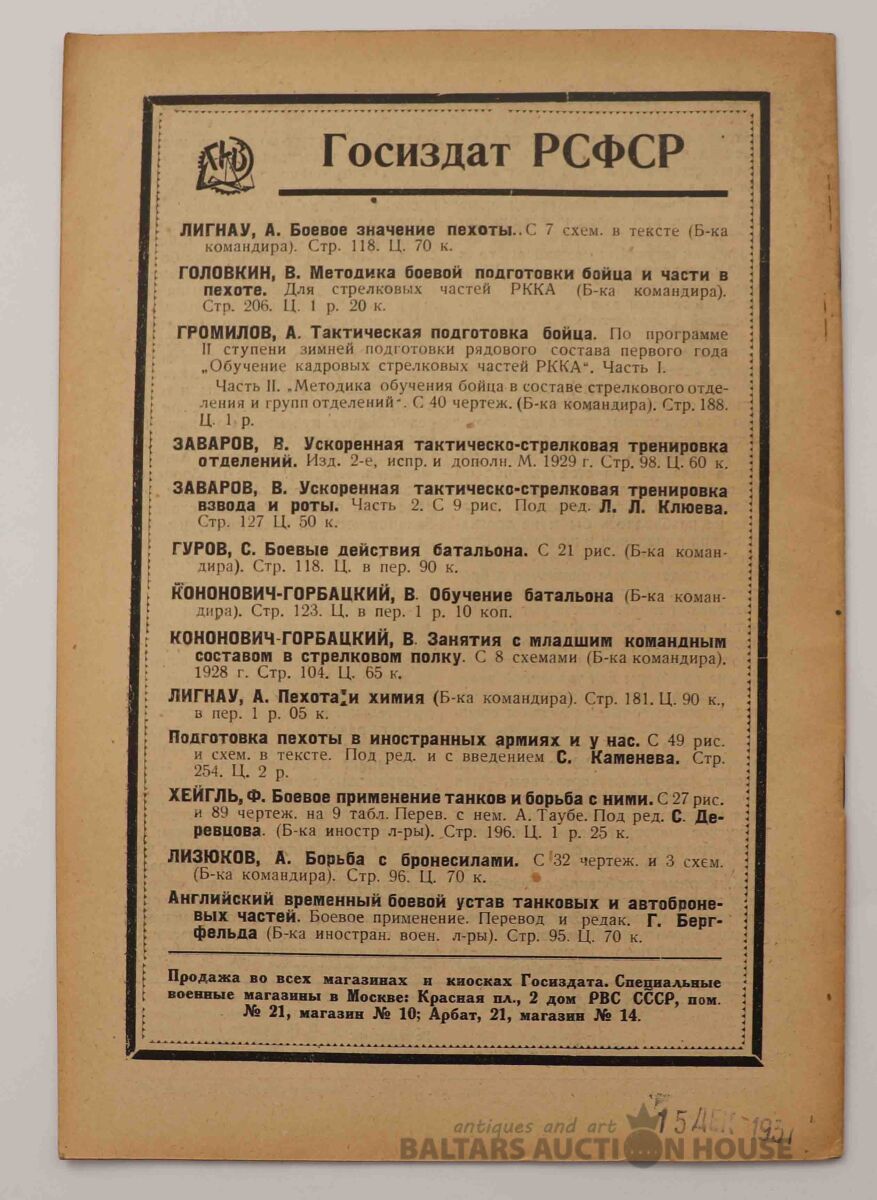 Госиздат РСФСР
ЛИГНАУ, А. Боевое значение пехоты..С 7 схем. в тексте (Б-ка
командира). Стр. 118. Ц. 70 к.
ГОЛОВКИН, В. Методика боевой подготовки бойца и части в
пехоте. Для стрелковых частей РККА (Б-ка командира).
Стр. 206. Ц. 1 р. 20 к.
ГРОМИЛОВ, А. Тактическая подготовка бойца. По программе
II ступени зимней подготовки рядового состава первого года
„Обучение кадровых стрелковых частей РККА“. Часть I.
Часть II. „Методика обучения бойца в составе стрелкового отде-
ления и групп отделений“. С 40 чертеж. (Б-ка командира). Стр. 188.
Ц. 1 р.
ЗАВАРОВ, В. Ускоренная тактическо-стрелковая тренировка
отделений. Изд. 2-е, испр. и дополн. М. 1929 г. Стр. 98. Ц. 60 к.
ЗАВАРОВ, В. Ускоренная тактическо-стрелковая тренировка
взвода и роты. Часть 2. С 9 рис. Под ред. Л. Л. Клюева.
Стр. 127 Ц. 50 к.
ГУРОВ, С. Боевые действия батальона. С 21 рис. (Б-ка коман-
дира). Стр. 118. Ц. в пер. 90 к.
КОНОНОВИЧ-ГОРБАЦКИЙ, В. Обучение батальона (Б-ка коман-
дира). Стр. 123. Ц. в пер. 1 р. 10 коп.
КОНОНОВИЧ-ГОРБАЦКИЙ, В. Занятия с младшим командным
составом в стрелковом полку. С 8 схемами (Б-ка командира).
1928 г. Стр. 104. Ц. 65 к.
ЛИГНАУ, А. Пехота и химия (Б-ка командира). Стр. 181. Ц. 90 к.,
в пер. 1 р. 05 к.
Подготовка пехоты в иностранных армиях и у нас. С 49 рис.
и схем. в тексте. Под ред. и с введением С. Каменева. Стр.
254. Ц. 2 р.
ХЕЙГЛЬ, Ф. Боевое применение танков и борьба с ними. С 27 рис.
и 89 чертеж. на 9 табл. Перев. с нем. А. Таубе. Под ред. С. Де-
ревцова. (Б-ка иностр л-ры). Стр. 196. Ц. 1 р. 25 к.
ЛИЗЮКОВ, А. Борьба с бронесилами. С 32 чертеж. и 3 схем.
(Б-ка командира). Стр. 96. Ц. 70 к.
Английский временный боевой устав танковых и автоброне-
вых частей. Боевое применение. Перевод и редак. Г. Берг-
фельда (Б-ка иностран. воен. л-ры). Стр. 95. Ц. 70 к.
Продажа во всех магазинах и киосках Госиздата. Специальные
военные магазины в Москве: Красная пл., 2 дом РВС СССР, пом.
№ 21, магазин № 10; Арбат, 21, магазин № 14.
antiques and art
BALTARS AUCTION HOUSE